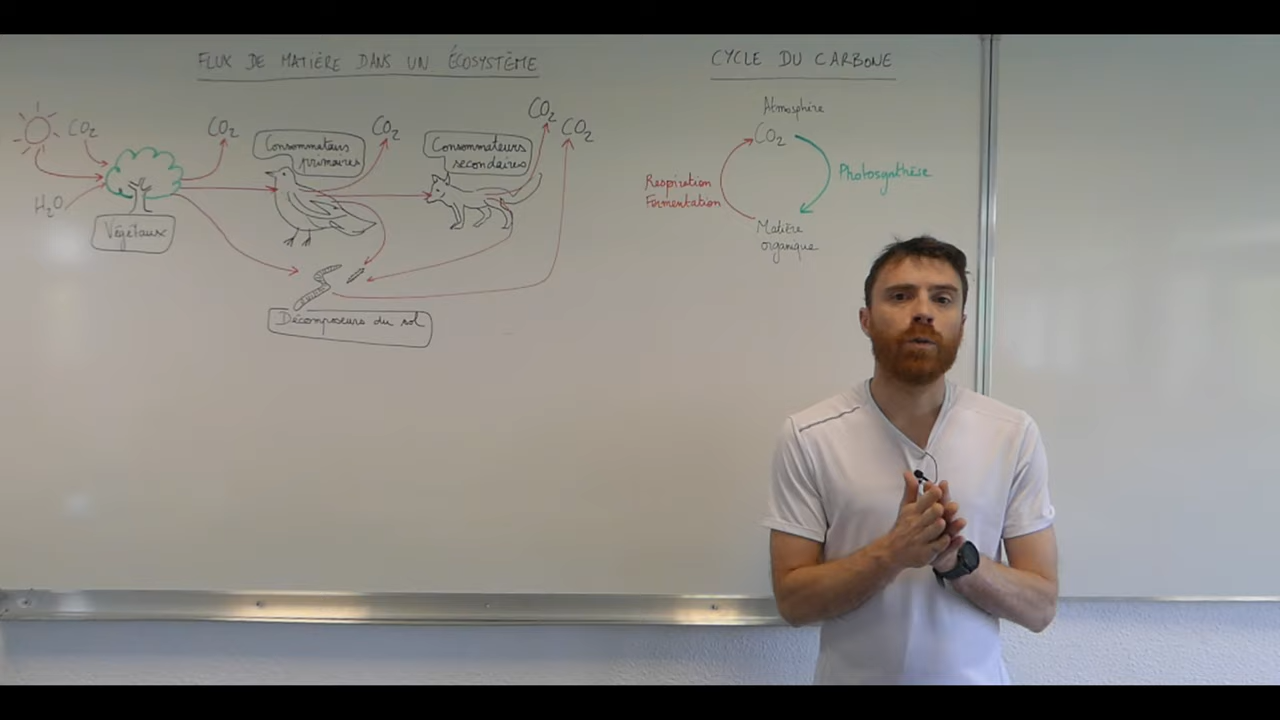 FLUX DE MATIÈRE DANS UN ÉCOSYSTÈME
CO2
CO2
H2O
Végétaux
Consommateurs
primaires
CO2
Consommateurs
secondaires
CO2
CO2
Décomposeurs du sol
CYCLE DU CARBONE
Atmosphère
CO2
Photosynthèse
Respiration
Fermentation
Matière
organique